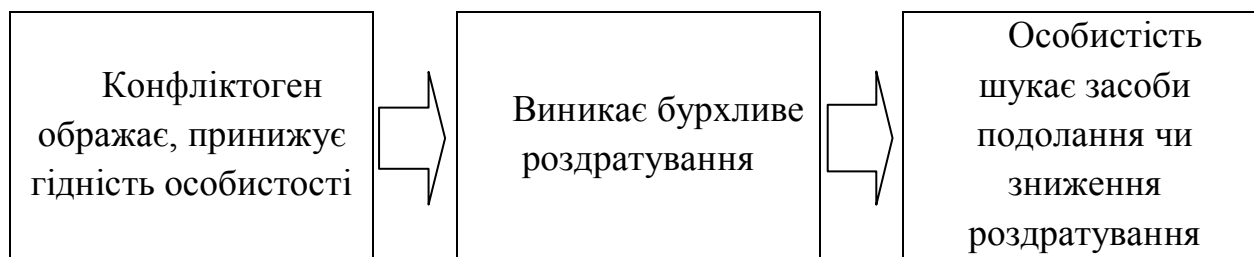 Конфліктоген
ображає, принижує
гідність особистості
Виникає бурхливе
роздратування
Особистість
шукає засоби
подолання чи
зниження
роздратування